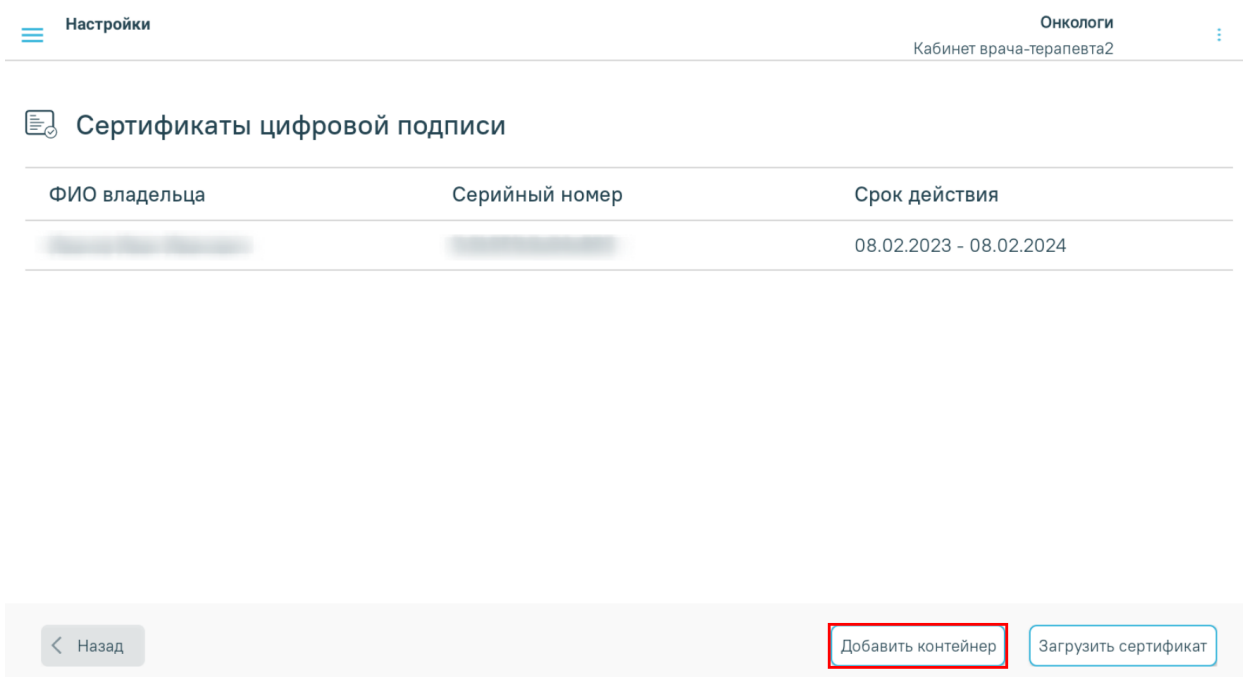 Настройки
Онкологи
Кабинет врача-терапевта2
Сертификаты цифровой подписи
ФИО владельца Серийный номер Срок действия
08.02.2023 - 08.02.2024
Назад Добавить контейнер Загрузить сертификат